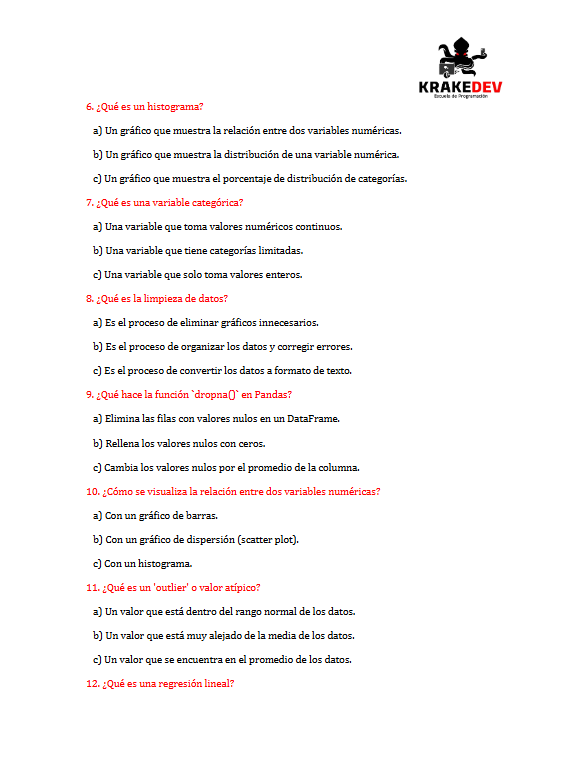 KRAKEDEV
Escuela de Programación
6. ¿Qué es un histograma?
a) Un gráfico que muestra la relación entre dos variables numéricas.
b) Un gráfico que muestra la distribución de una variable numérica.
c) Un gráfico que muestra el porcentaje de distribución de categorías.
7. ¿Qué es una variable categórica?
a) Una variable que toma valores numéricos continuos.
b) Una variable que tiene categorías limitadas.
c) Una variable que solo toma valores enteros.
8. ¿Qué es la limpieza de datos?
a) Es el proceso de eliminar gráficos innecesarios.
b) Es el proceso de organizar los datos y corregir errores.
c) Es el proceso de convertir los datos a formato de texto.
9. ¿Qué hace la función `dropna()` en Pandas?
a) Elimina las filas con valores nulos en un DataFrame.
b) Rellena los valores nulos con ceros.
c) Cambia los valores nulos por el promedio de la columna.
10. ¿Cómo se visualiza la relación entre dos variables numéricas?
a) Con un gráfico de barras.
b) Con un gráfico de dispersión (scatter plot).
c) Con un histograma.
11. ¿Qué es un 'outlier' o valor atípico?
a) Un valor que está dentro del rango normal de los datos.
b) Un valor que está muy alejado de la media de los datos.
c) Un valor que se encuentra en el promedio de los datos.
12. ¿Qué es una regresión lineal?